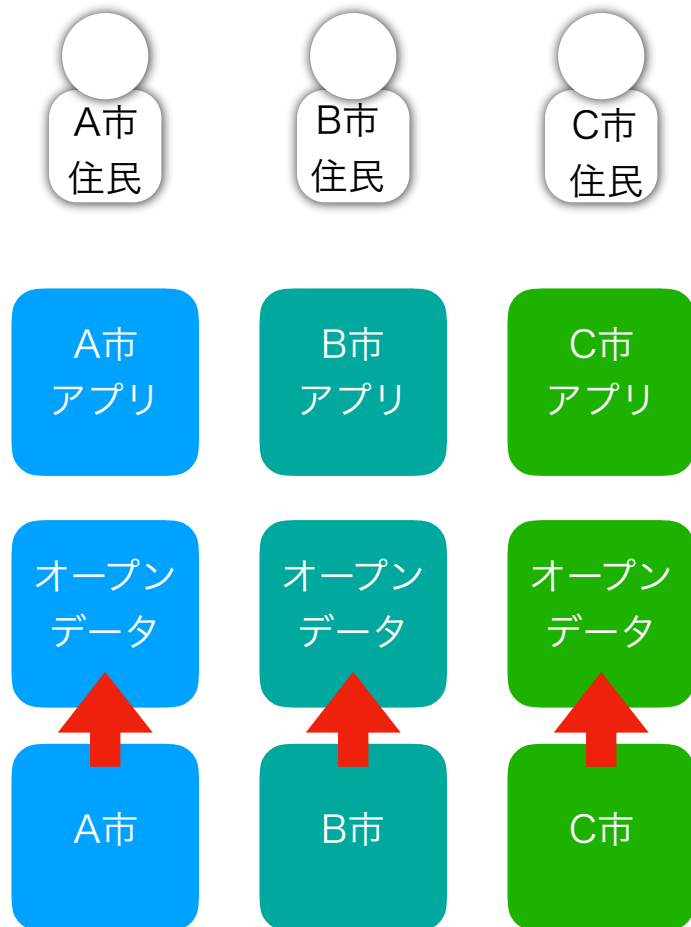 A市
住民
B市
住民
C市
住民
A市
アプリ
B市
アプリ
C市
アプリ
オープン
データ
オープン
データ
オープン
データ
A市
B市
C市